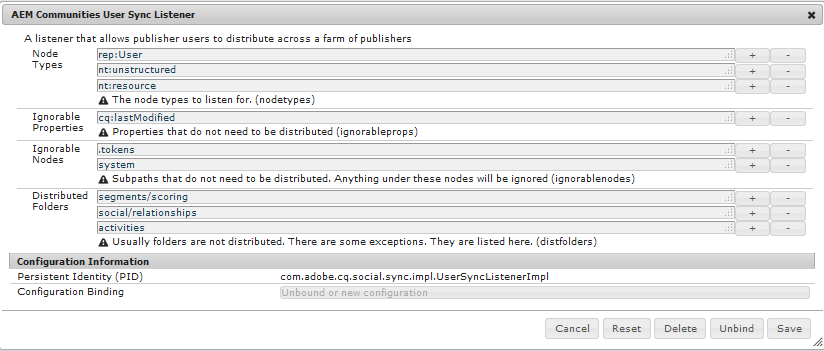 AEM Communities User Sync Listener
A listener that allows publisher users to distribute across a farm of publishers
Node Types
rep:User + -
nt:unstructured + -
nt:resource + -
The node types to listen for. (nodetypes)
Ignorable Properties
cq:lastModified + -
Properties that do not need to be distributed (ignorableprops)
Ignorable Nodes
.tokens + -
system + -
Subpaths that do not need to be distributed. Anything under these nodes will be ignored (ignorablenodes)
Distributed Folders
segments/scoring + -
social/relationships + -
activities + -
Usually folders are not distributed. There are some exceptions. They are listed here. (distfolders)
Configuration Information
Persistent Identity (PID) com.adobe.cq.social.sync.impl.UserSyncListenerImpl
Configuration Binding Unbound or new configuration
Cancel Reset Delete Unbind Save